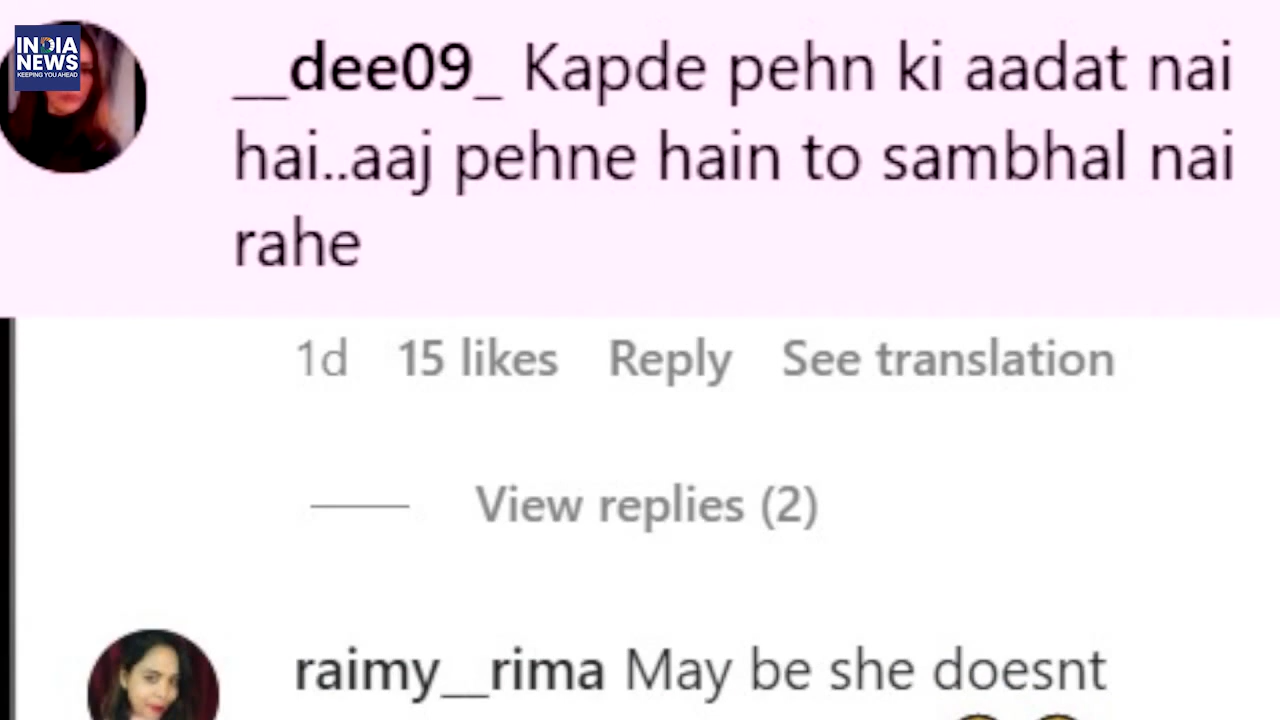 INDIA
NEWS
KEEPING YOU AHEAD
__dee09_ Kapde pehn ki aadat nai
hai..aaj pehne hain to sambhal nai
rahe
1d 15 likes Reply See translation
View replies (2)
raimy__rima May be she doesnt